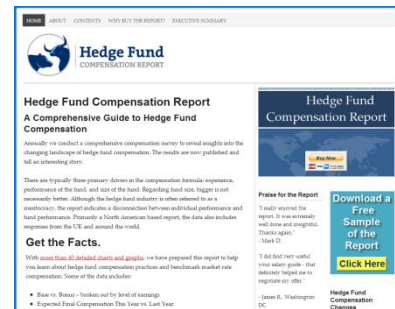 HOME ABOUT CONTENTS WHY BUY THE REPORT? EXECUTIVE SUMMARY
Hedge Fund
COMPENSATION REPORT
Hedge Fund Compensation Report
A Comprehensive Guide to Hedge Fund
Compensation
Annually we conduct a comprehensive compensation survey to reveal insights into the
changing landscape of hedge fund compensation. The results are now published and
tell an interesting story.
There are typically three primary drivers in the compensation formula: experience,
performance of the fund, and size of the fund. Regarding fund size, bigger is not
necessarily better. Although the hedge fund industry is often referred to as a
meritocracy, the report indicates a disconnection between individual performance and
fund performance. Primarily a North American based report, the data also includes
responses from the UK and around the world.
Get the Facts.
With more than 40 detailed charts and graphs, we have prepared this report to help
you learn about hedge fund compensation practices and benchmark market rate
compensation. Some of the data includes:
• Base vs. Bonus – broken out by level of earnings
• Expected Final Compensation This Year vs. Last Year
Hedge Fund
Compensation Report
Buy Now
Praise for the Report
"I really enjoyed the
report. It was extremely
well done and insightful.
Thanks again."
- Mark D.
"I did find very useful
your salary guide - that
definitely helped me to
negotiate my offer."
- James R., Washington
DC
Download a
Free
Sample
of the
Report
Click Here
Hedge Fund
Compensation
Changes